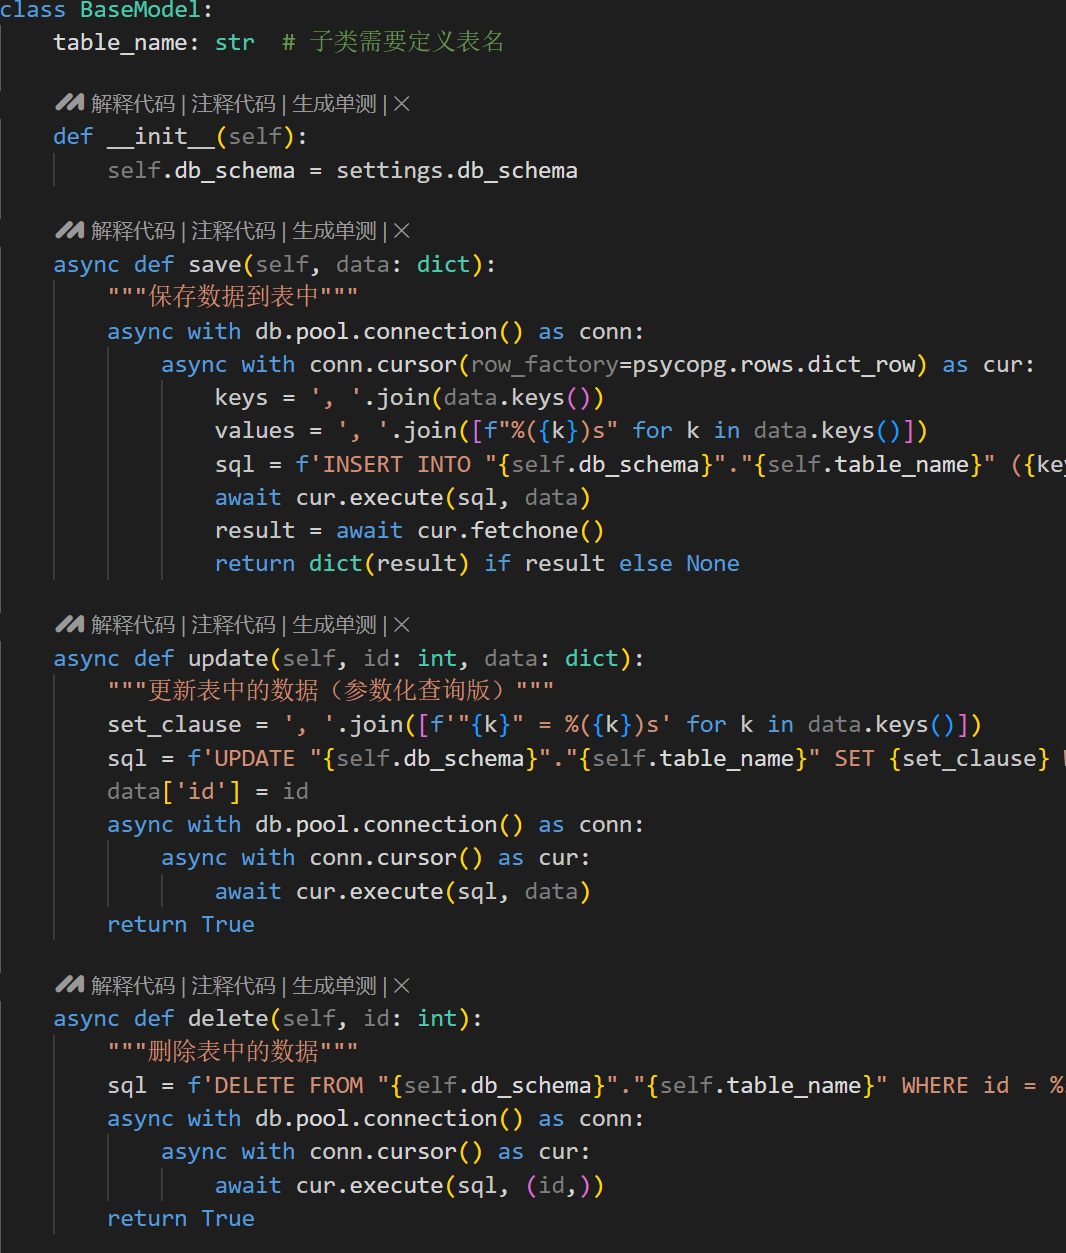 class BaseModel:
    table_name: str  # 子类需要定义表名
    解释代码 | 注释代码 | 生成单测 | ×
    def __init__(self):
        self.db_schema = settings.db_schema
    解释代码 | 注释代码 | 生成单测 | ×
    async def save(self, data: dict):
        """保存数据到表中"""
        async with db.pool.connection() as conn:
            async with conn.cursor(row_factory=psycopg.rows.dict_row) as cur:
                keys = ', '.join(data.keys())
                values = ', '.join([f"%({k})s" for k in data.keys()])
                sql = f'INSERT INTO "{self.db_schema}"."{self.table_name}" ({key
                await cur.execute(sql, data)
                result = await cur.fetchone()
                return dict(result) if result else None
    解释代码 | 注释代码 | 生成单测 | ×
    async def update(self, id: int, data: dict):
        """更新表中的数据（参数化查询版）"""
        set_clause = ', '.join([f'"{k}" = %({k})s' for k in data.keys()])
        sql = f'UPDATE "{self.db_schema}"."{self.table_name}" SET {set_clause}
        data['id'] = id
        async with db.pool.connection() as conn:
            async with conn.cursor() as cur:
                await cur.execute(sql, data)
        return True
    解释代码 | 注释代码 | 生成单测 | ×
    async def delete(self, id: int):
        """删除表中的数据"""
        sql = f'DELETE FROM "{self.db_schema}"."{self.table_name}" WHERE id = %
        async with db.pool.connection() as conn:
            async with conn.cursor() as cur:
                await cur.execute(sql, (id,))
        return True